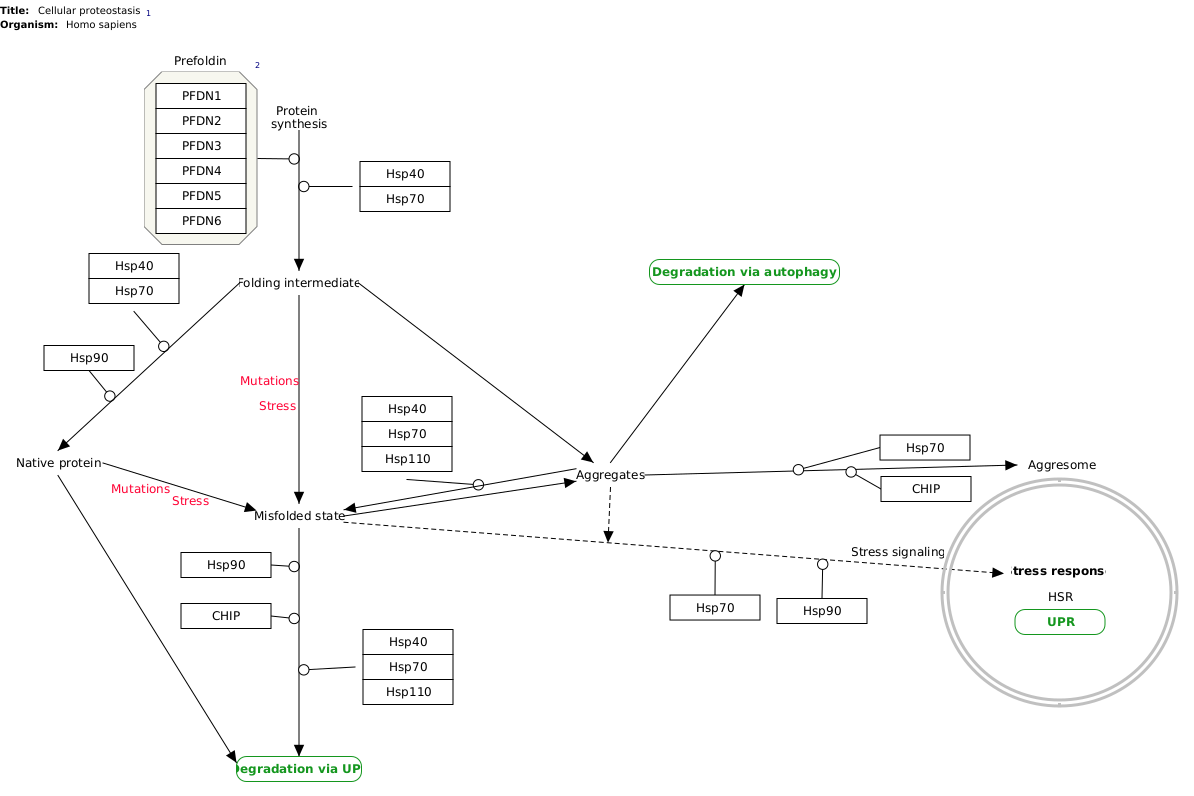 Title: Cellular proteostasis 1
Organism: Homo sapiens
Prefoldin 2
PFDN1
PFDN2
PFDN3
PFDN4
PFDN5
PFDN6
Protein
synthesis
Hsp40
Hsp70
Hsp40
Hsp70
Hsp90
Folding intermediate
Degradation via autophagy
Mutations
Stress
Hsp40
Hsp70
Hsp110
Native protein
Mutations
Stress
Aggregates
Hsp70
CHIP
Aggresome
Misfolded state
Stress signaling
Hsp90
CHIP
Hsp40
Hsp70
Hsp110
Hsp70
Hsp90
tress respons
HSR
UPR
egradation via UP